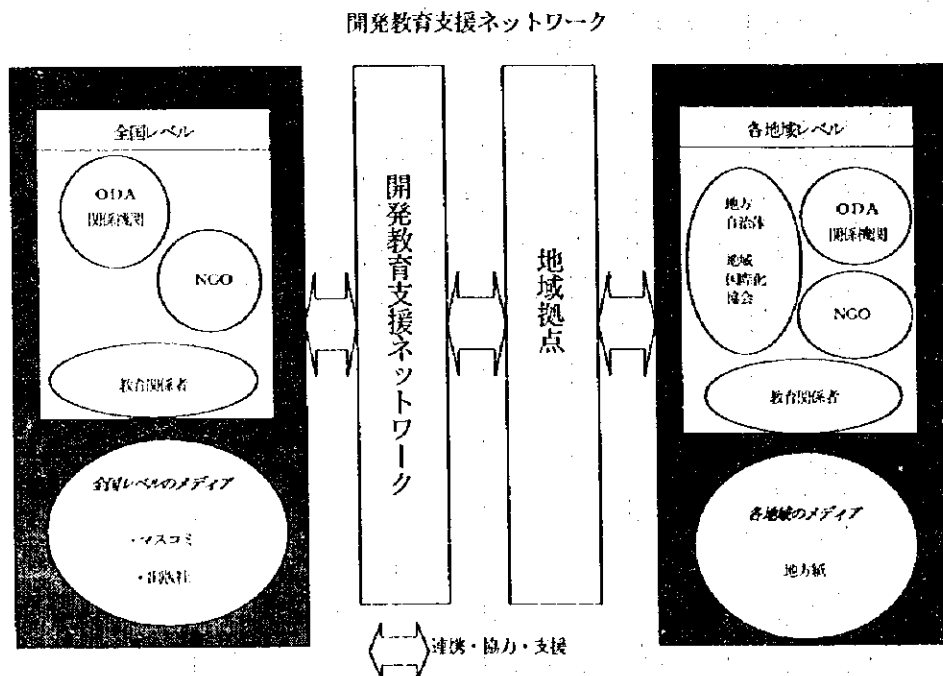 開発教育支援ネットワーク
全国レベル
ODA
関係機関
NGO
教育関係者
全国レベルのメディア
・マスコミ
・出版社
開発教育支援ネットワーク
地域拠点
各地域レベル
地方
自治体
地域
国際化
協会
ODA
関係機関
NGO
教育関係者
各地域のメディア
地方紙
連携・協力・支援